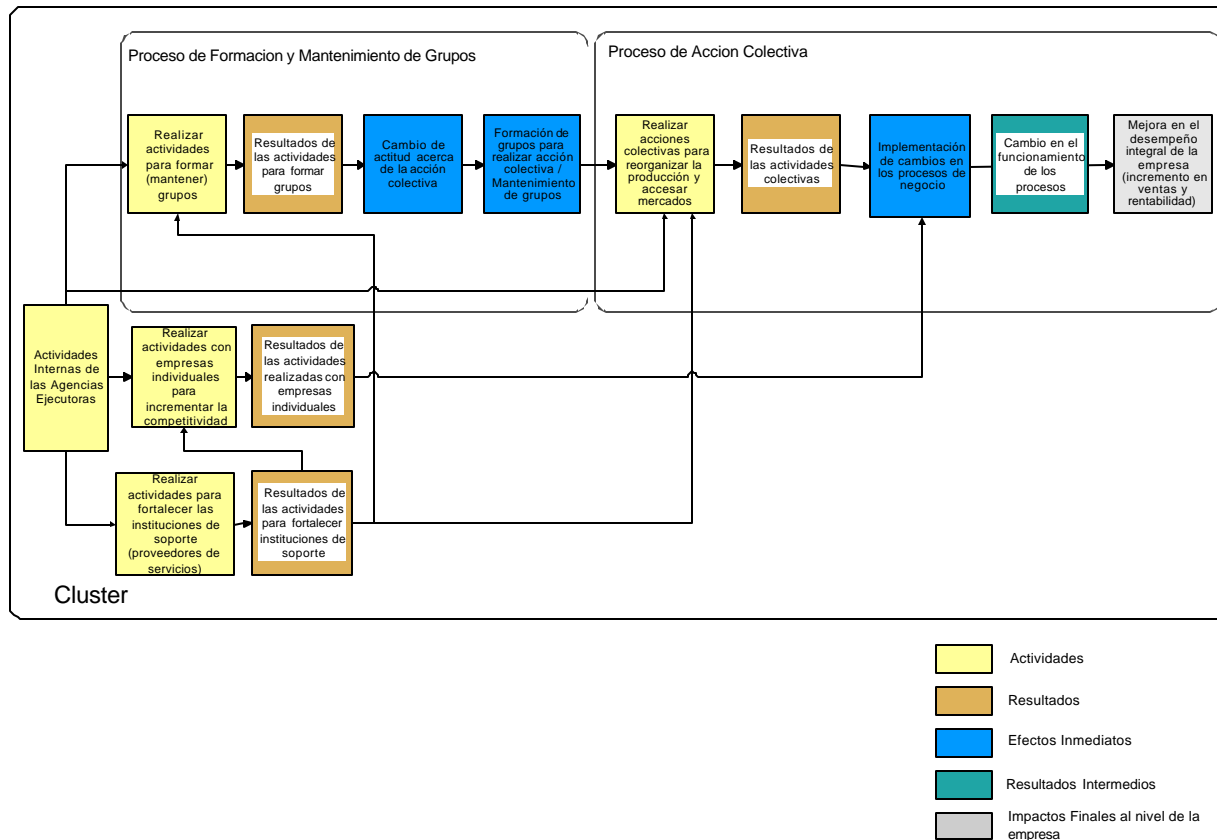 Proceso de Formacion y Mantenimiento de Grupos
Proceso de Accion Colectiva
Realizar
actividades
para formar
(mantener)
grupos
Resultados de
las actividades
para formar
grupos
Cambio de
actitud acerca
de la acción
colectiva
Formación de
grupos para
realizar acción
colectiva /
Mantenimiento
de grupos
Realizar
acciones
colectivas para
reorganizar la
producción y
accesar
mercados
Resultados de
las actividades
colectivas
Implementación
de cambios en
los procesos de
negocio
Cambio en el
funcionamiento
de los
procesos
Mejora en el
desempeño
integral de la
empresa
(incremento en
ventas y
rentabilidad)
Actividades
Internas de
las Agencias
Ejecutoras
Realizar
actividades con
empresas
individuales
para
incrementar la
competitividad
Resultados de
las actividades
realizadas con
empresas
individuales
Realizar
actividades para
fortalecer las
instituciones de
soporte
(proveedores de
servicios)
Resultados de
las actividades
para fortalecer
instituciones de
soporte
Cluster
Actividades
Resultados
Efectos Inmediatos
Resultados Intermedios
Impactos Finales al nivel de la
empresa